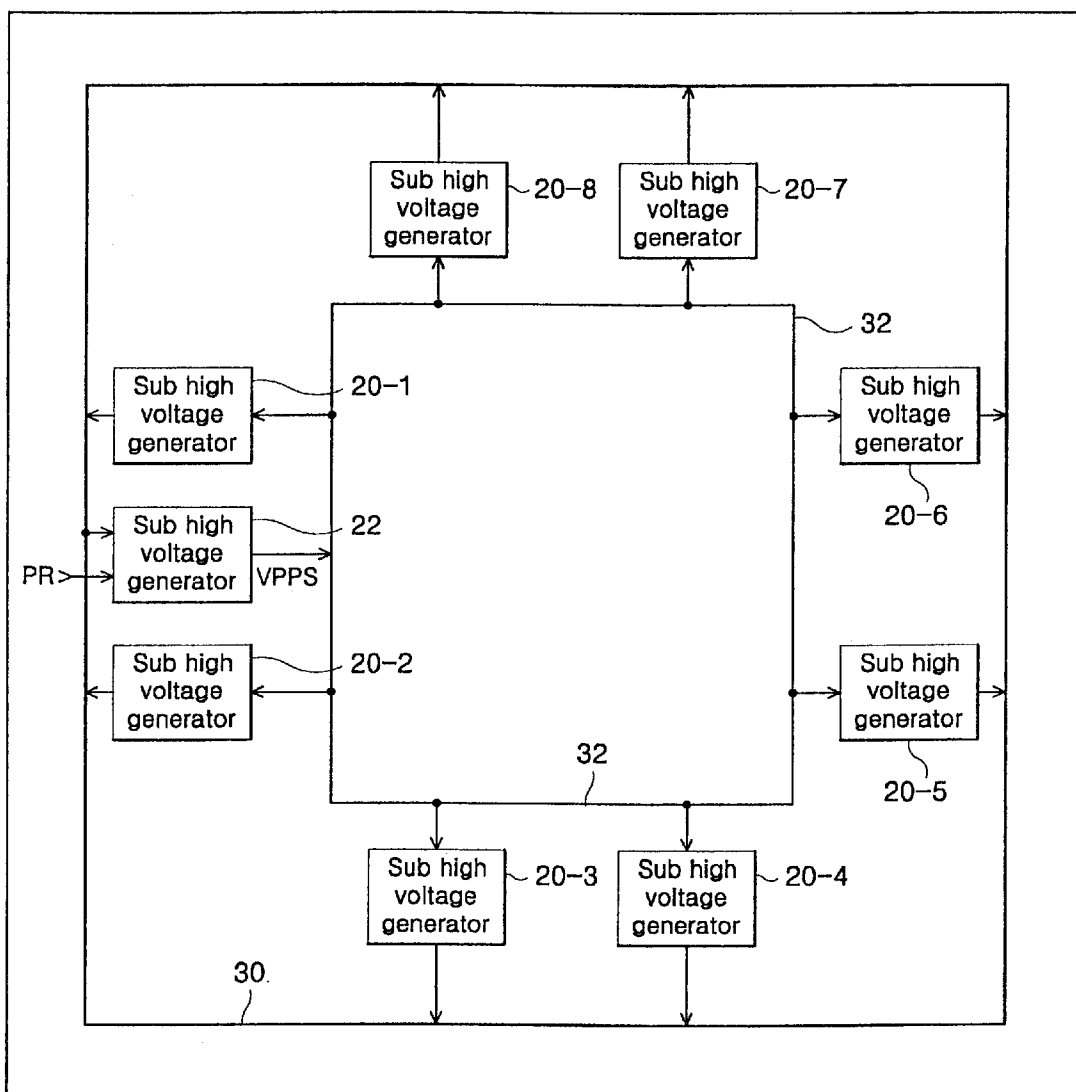 Sub high
voltage
generator
20-8
Sub high
voltage
generator
20-7
32
Sub high
voltage
generator
20-1
Sub high
voltage
generator
20-6
Sub high
voltage
generator
22
PR
VPPS
Sub high
voltage
generator
20-2
Sub high
voltage
generator
20-5
32
Sub high
voltage
generator
20-3
Sub high
voltage
generator
20-4
30